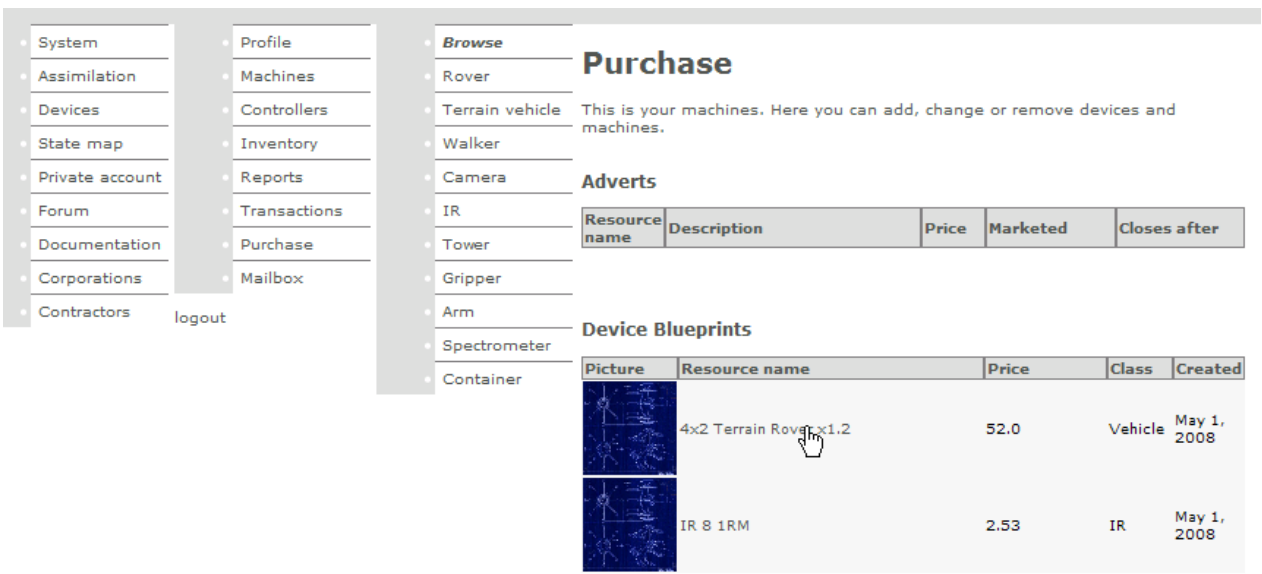 System
Assimilation
Devices
State map
Private account
Forum
Documentation
Corporations
Contractors
Profile
Machines
Controllers
Inventory
Reports
Transactions
Purchase
Mailbox
logout
Browse
Rover
Terrain vehicle
Walker
Camera
IR
Tower
Gripper
Arm
Spectrometer
Container
Purchase
This is your machines. Here you can add, change or remove devices and
machines.
Adverts
Resource name Description Price Marketed Closes after
Device Blueprints
Picture Resource name Price Class Created
4x2 Terrain Rover x1.2 52.0 Vehicle May 1, 2008
IR 8 1RM 2.53 IR May 1, 2008